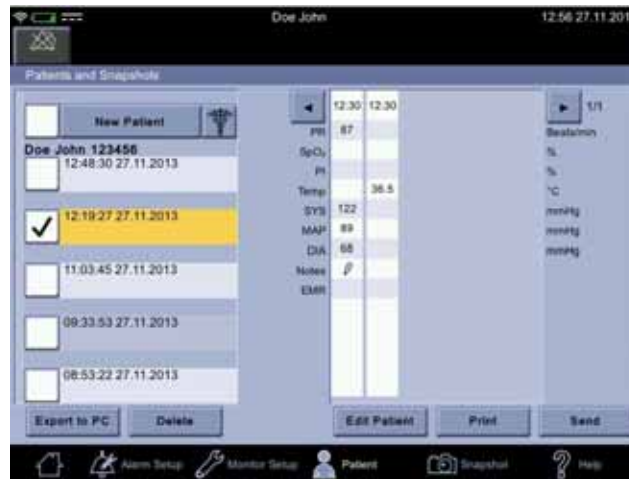 Doe John
12:56 27.11.201
Patients and Snapshots
New Patient
Doe John 123456
12:48:30 27.11.2013
12:19:27 27.11.2013
11:03:45 27.11.2013
09:33:53 27.11.2013
08:53:22 27.11.2013
12:30 12:30
1/1
PR 87 Beats/min
SpO₂ %
PI %
Temp 36.5 °C
SYS 122 mmHg
MAP 89 mmHg
DIA 68 mmHg
Notes
EMR
Export to PC
Delete
Edit Patient
Print
Send
Alarm Setup
Monitor Setup
Patient
Snapshot
Help